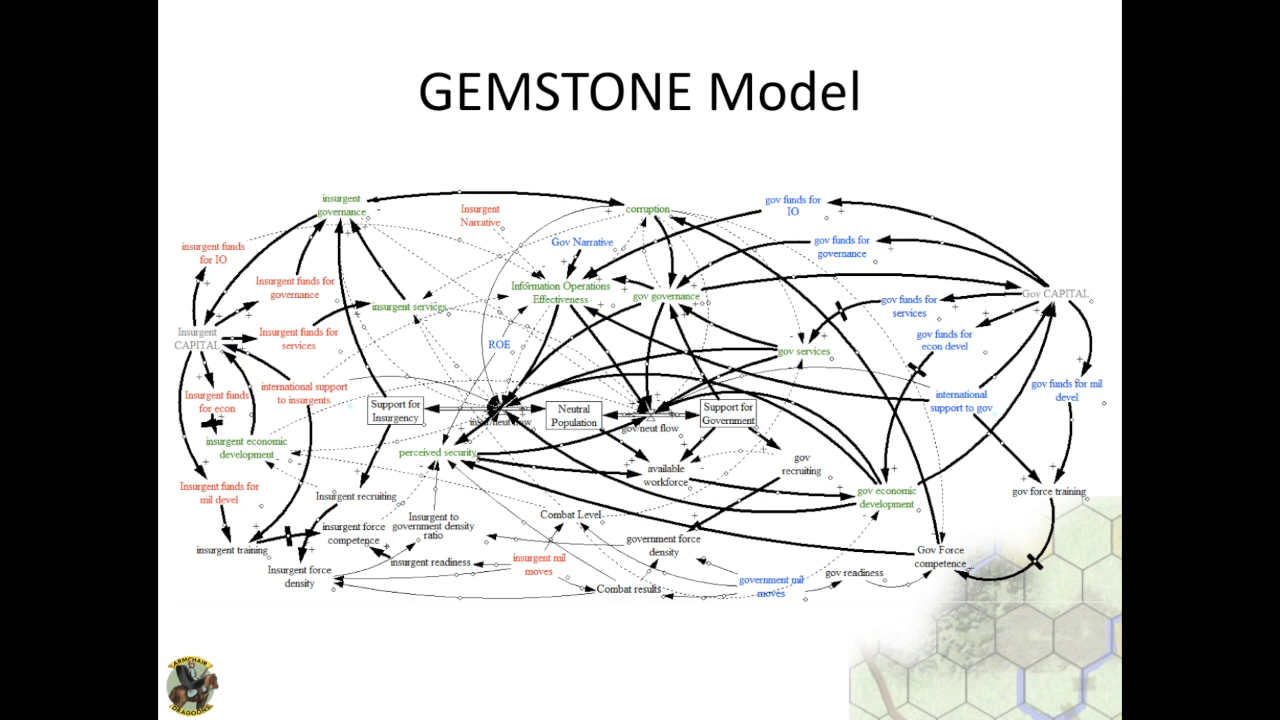 GEMSTONE Model
insurgent
governance
Insurgent
Narrative
corruption
gov funds for
IO
insurgent funds
for IO
Gov Narrative
gov funds for
governance
Insurgent funds for
governance
insurgent services
Information Operations
Effectiveness
gov governance
gov funds for
services
Gov CAPITAL
Insurgent
CAPITAL
Insurgent funds for
services
ROE
gov services
gov funds for
econ devel
Insurgent funds
for econ
international support
to insurgents
Support for
Insurgency
insur/neut flow
Neutral
Population
gov/neut flow
Support for
Government
international
support to gov
gov funds for mil
devel
insurgent economic
development
perceived security
available
workforce
gov
recruiting
gov economic
development
gov force training
Insurgent funds for
mil devel
Insurgent recruiting
insurgent training
insurgent force
competence
Insurgent to
government density
ratio
Combat Level
government force
density
Gov Force
competence
Insurgent force
density
insurgent readiness
insurgent mil
moves
Combat results
government mil
moves
gov readiness
ARMCHAIR
DRAGOONS